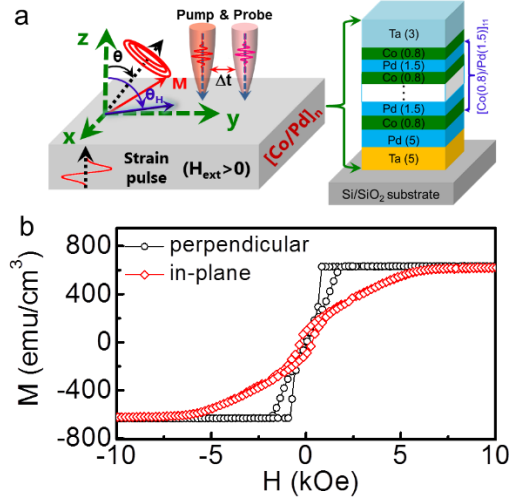 a
Pump & Probe
Δt
z
θ
M
θH
y
x
Strain
pulse
(Hext>0)
[Co/Pd]n
Ta (3)
Co (0.8)
Pd (1.5)
Co (0.8)
⋮
Pd (1.5)
Co (0.8)
Pd (5)
Ta (5)
Si/SiO2 substrate
[Co(0.8)/Pd(1.5)]11
b
perpendicular
in-plane
M (emu/cm3)
800
400
0
-400
-800
-10
-5
0
5
10
H (kOe)